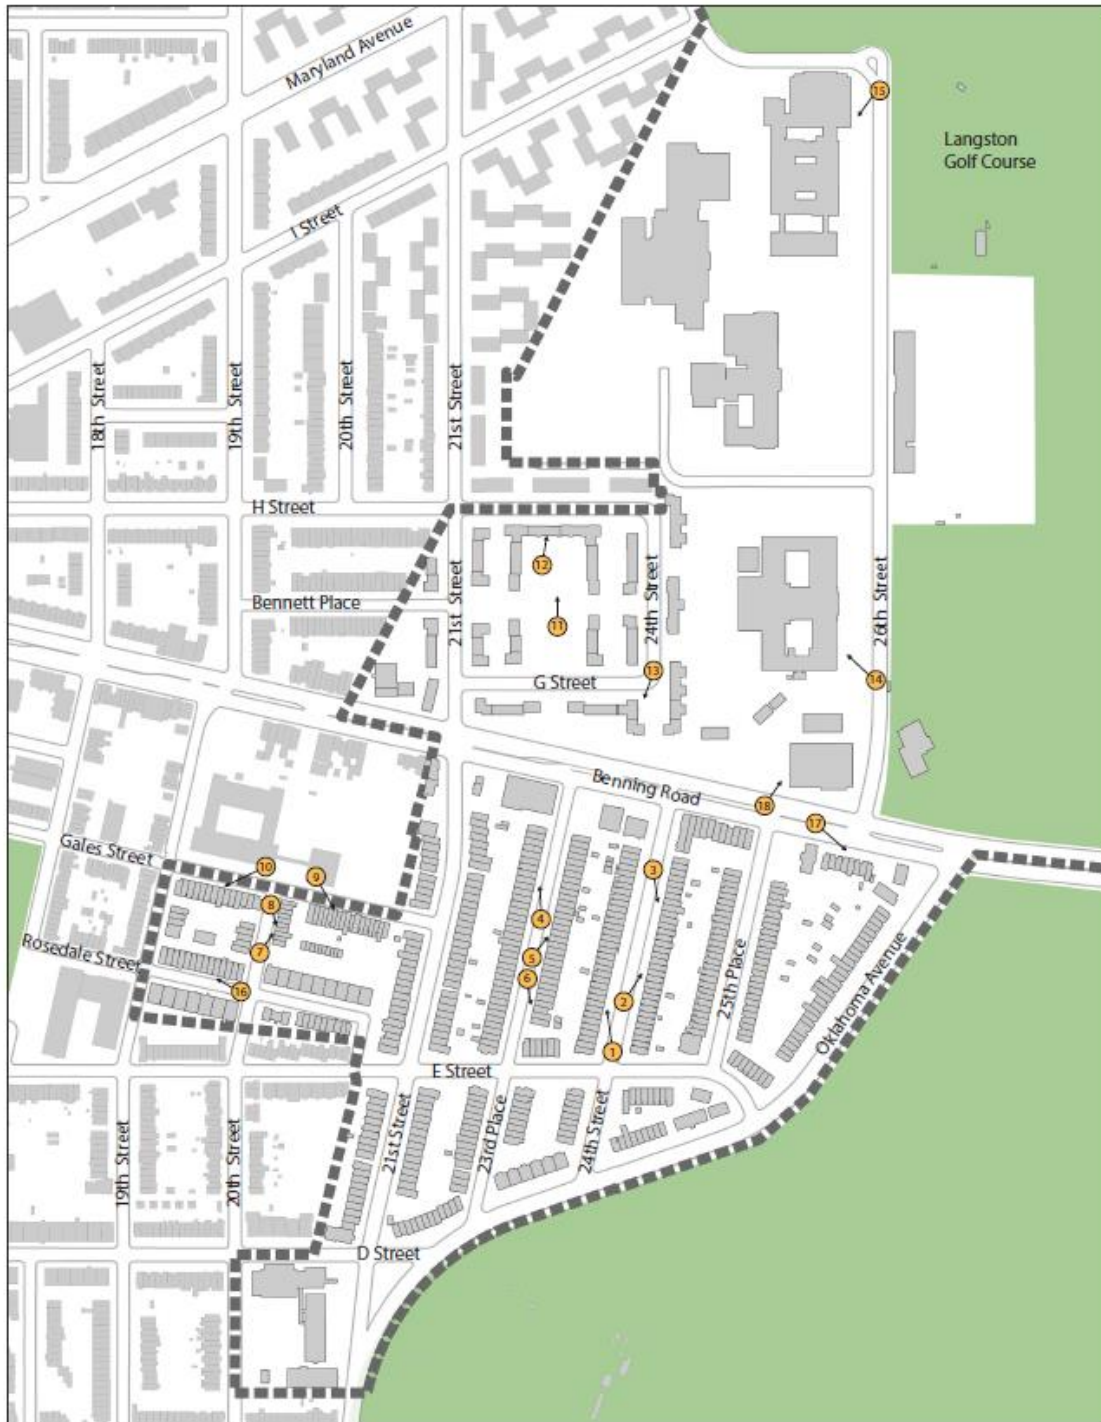 Maryland Avenue
15
Langston
Golf Course
I Street
18th Street
19th Street
20th Street
21st Street
H Street
12
Bennett Place
21st Street
11
24th Street
26th Street
13
G Street
14
Benning Road
18
17
Gales Street
10
9
3
8
4
7
5
Rosedale Street
6
16
2
25th Place
Oklahoma Avenue
1
E Street
19th Street
20th Street
21st Street
23rd Place
24th Street
D Street